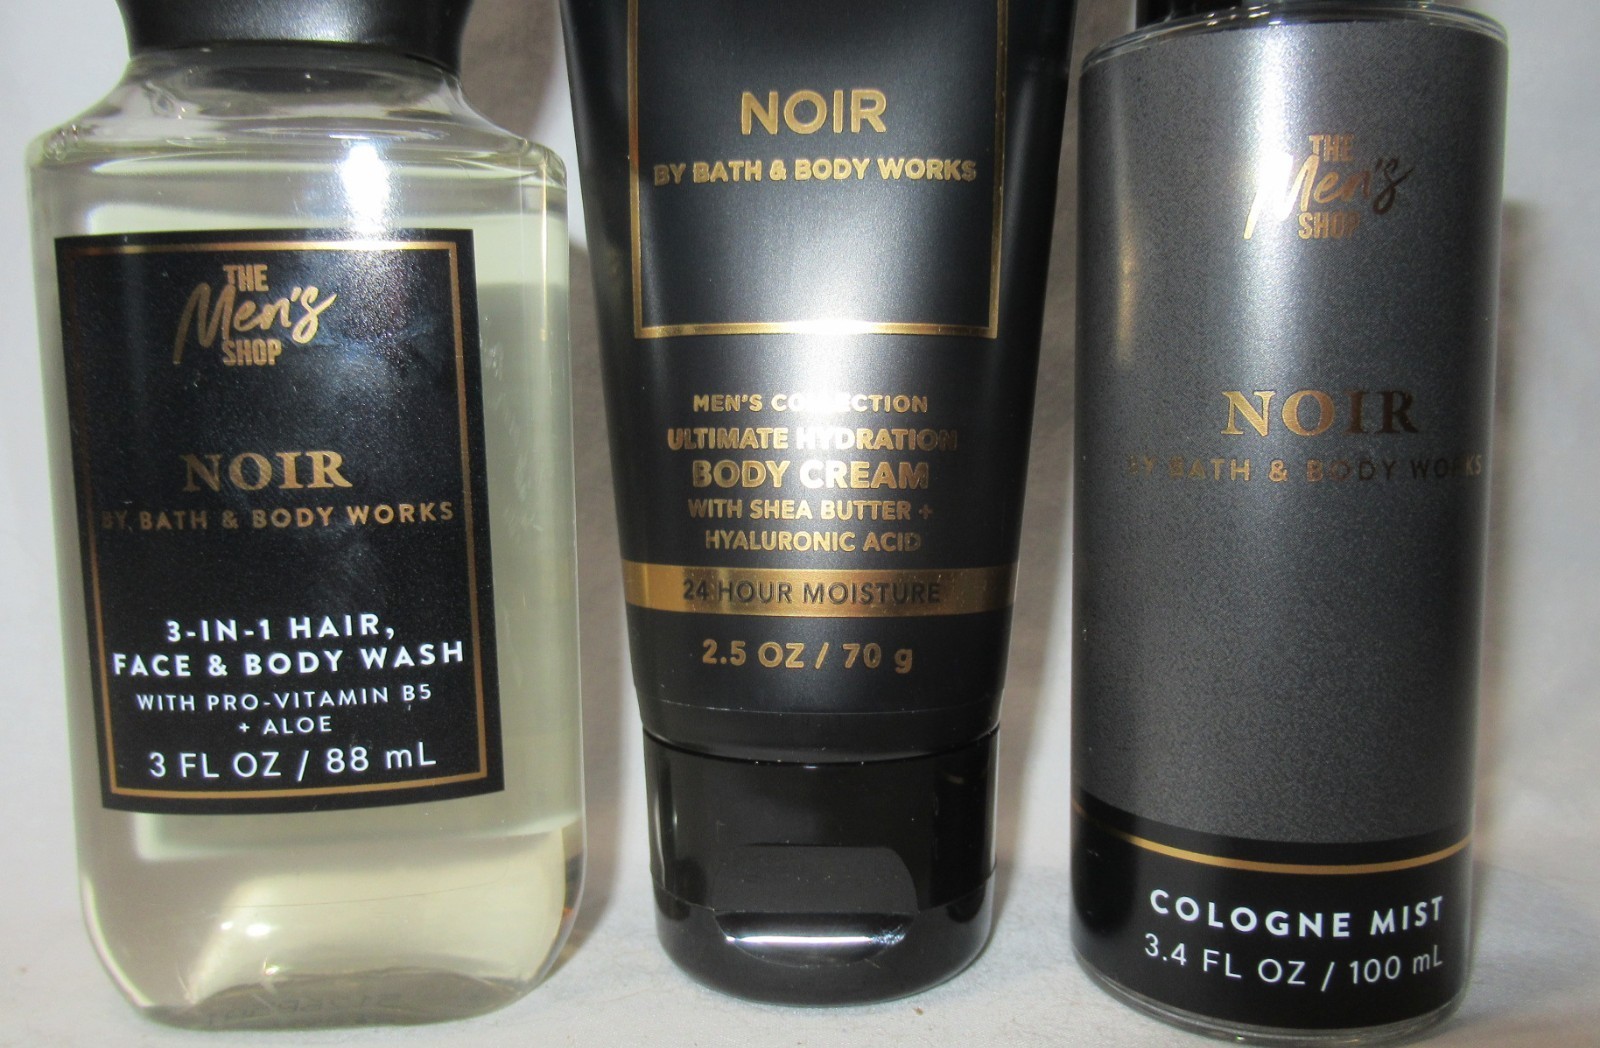 THE
Men's
SHOP
NOIR
BY BATH & BODY WORKS
3-IN-1 HAIR,
FACE & BODY WASH
WITH PRO-VITAMIN B5
+ ALOE
3 FL OZ / 88 mL
NOIR
BY BATH & BODY WORKS
MEN'S COLLECTION
ULTIMATE HYDRATION
BODY CREAM
WITH SHEA BUTTER +
HYALURONIC ACID
24 HOUR MOISTURE
2.5 OZ / 70 g
THE
Men's
SHOP
NOIR
BY BATH & BODY WORKS
COLOGNE MIST
3.4 FL OZ / 100 mL